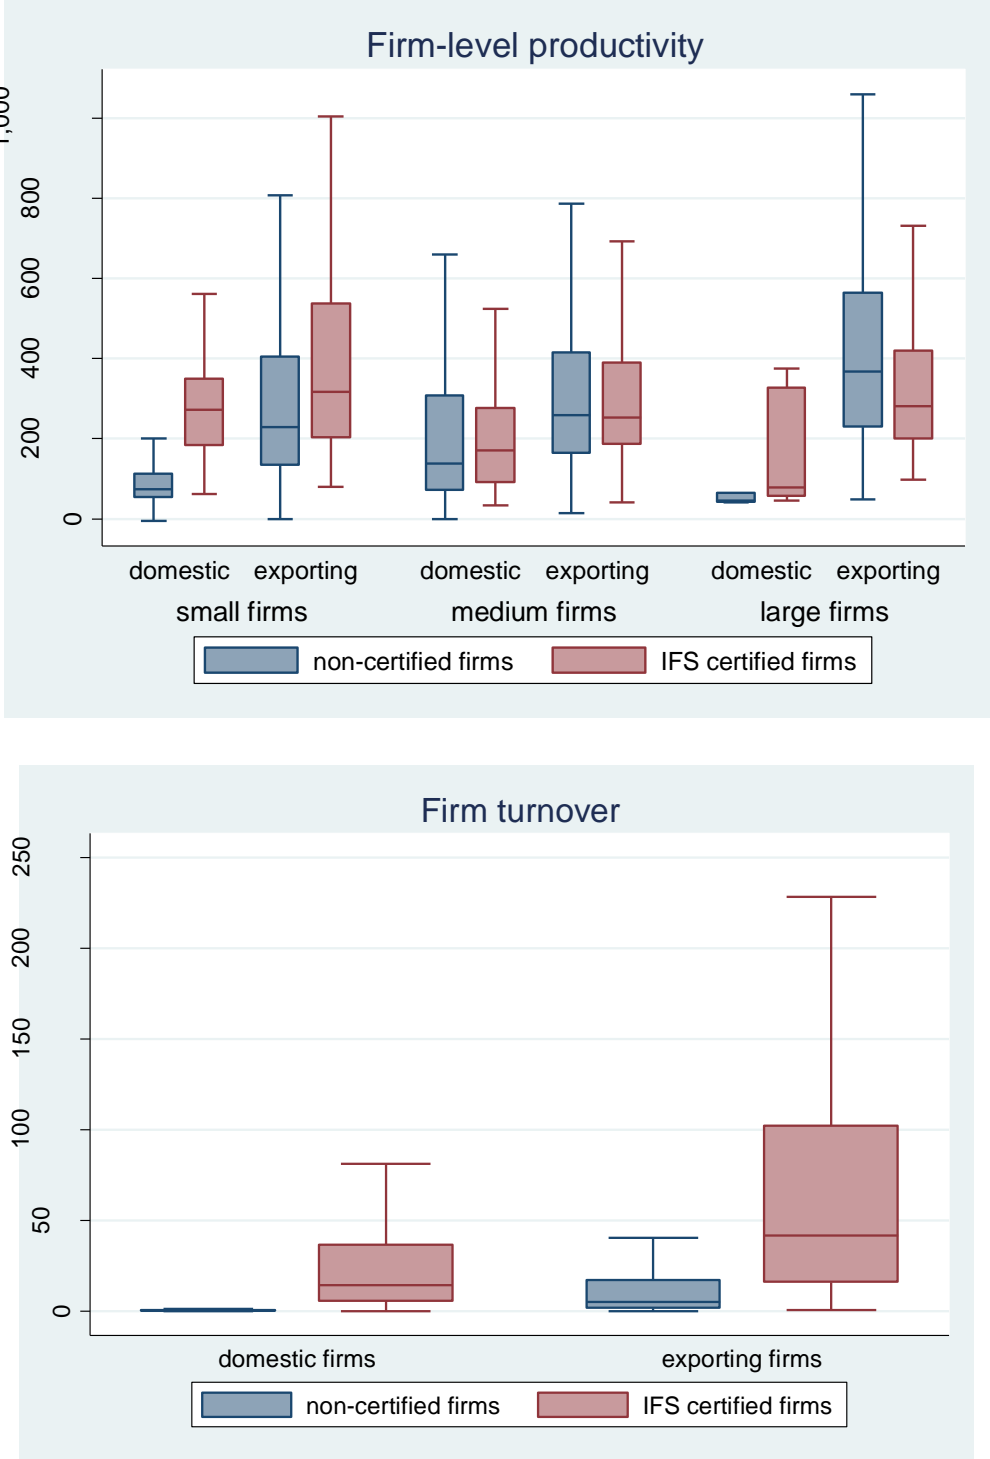 Firm-level productivity
1,000
800
600
400
200
0
domestic exporting domestic exporting domestic exporting
small firms medium firms large firms
non-certified firms IFS certified firms
Firm turnover
250
200
150
100
50
0
domestic firms exporting firms
non-certified firms IFS certified firms